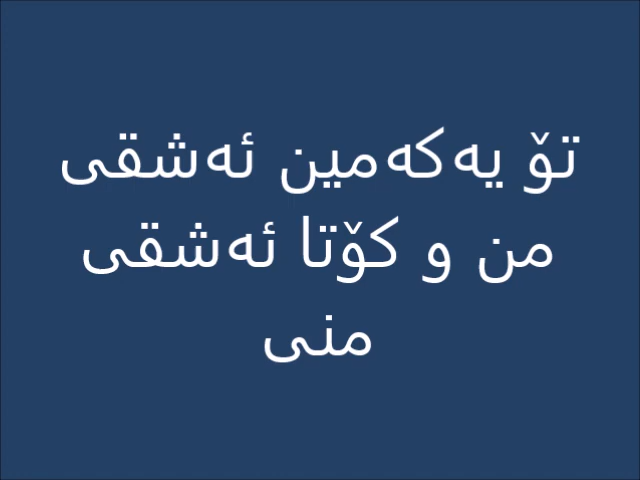 تۆ یەکەمین ئەشقی
من و کۆتا ئەشقی
منی